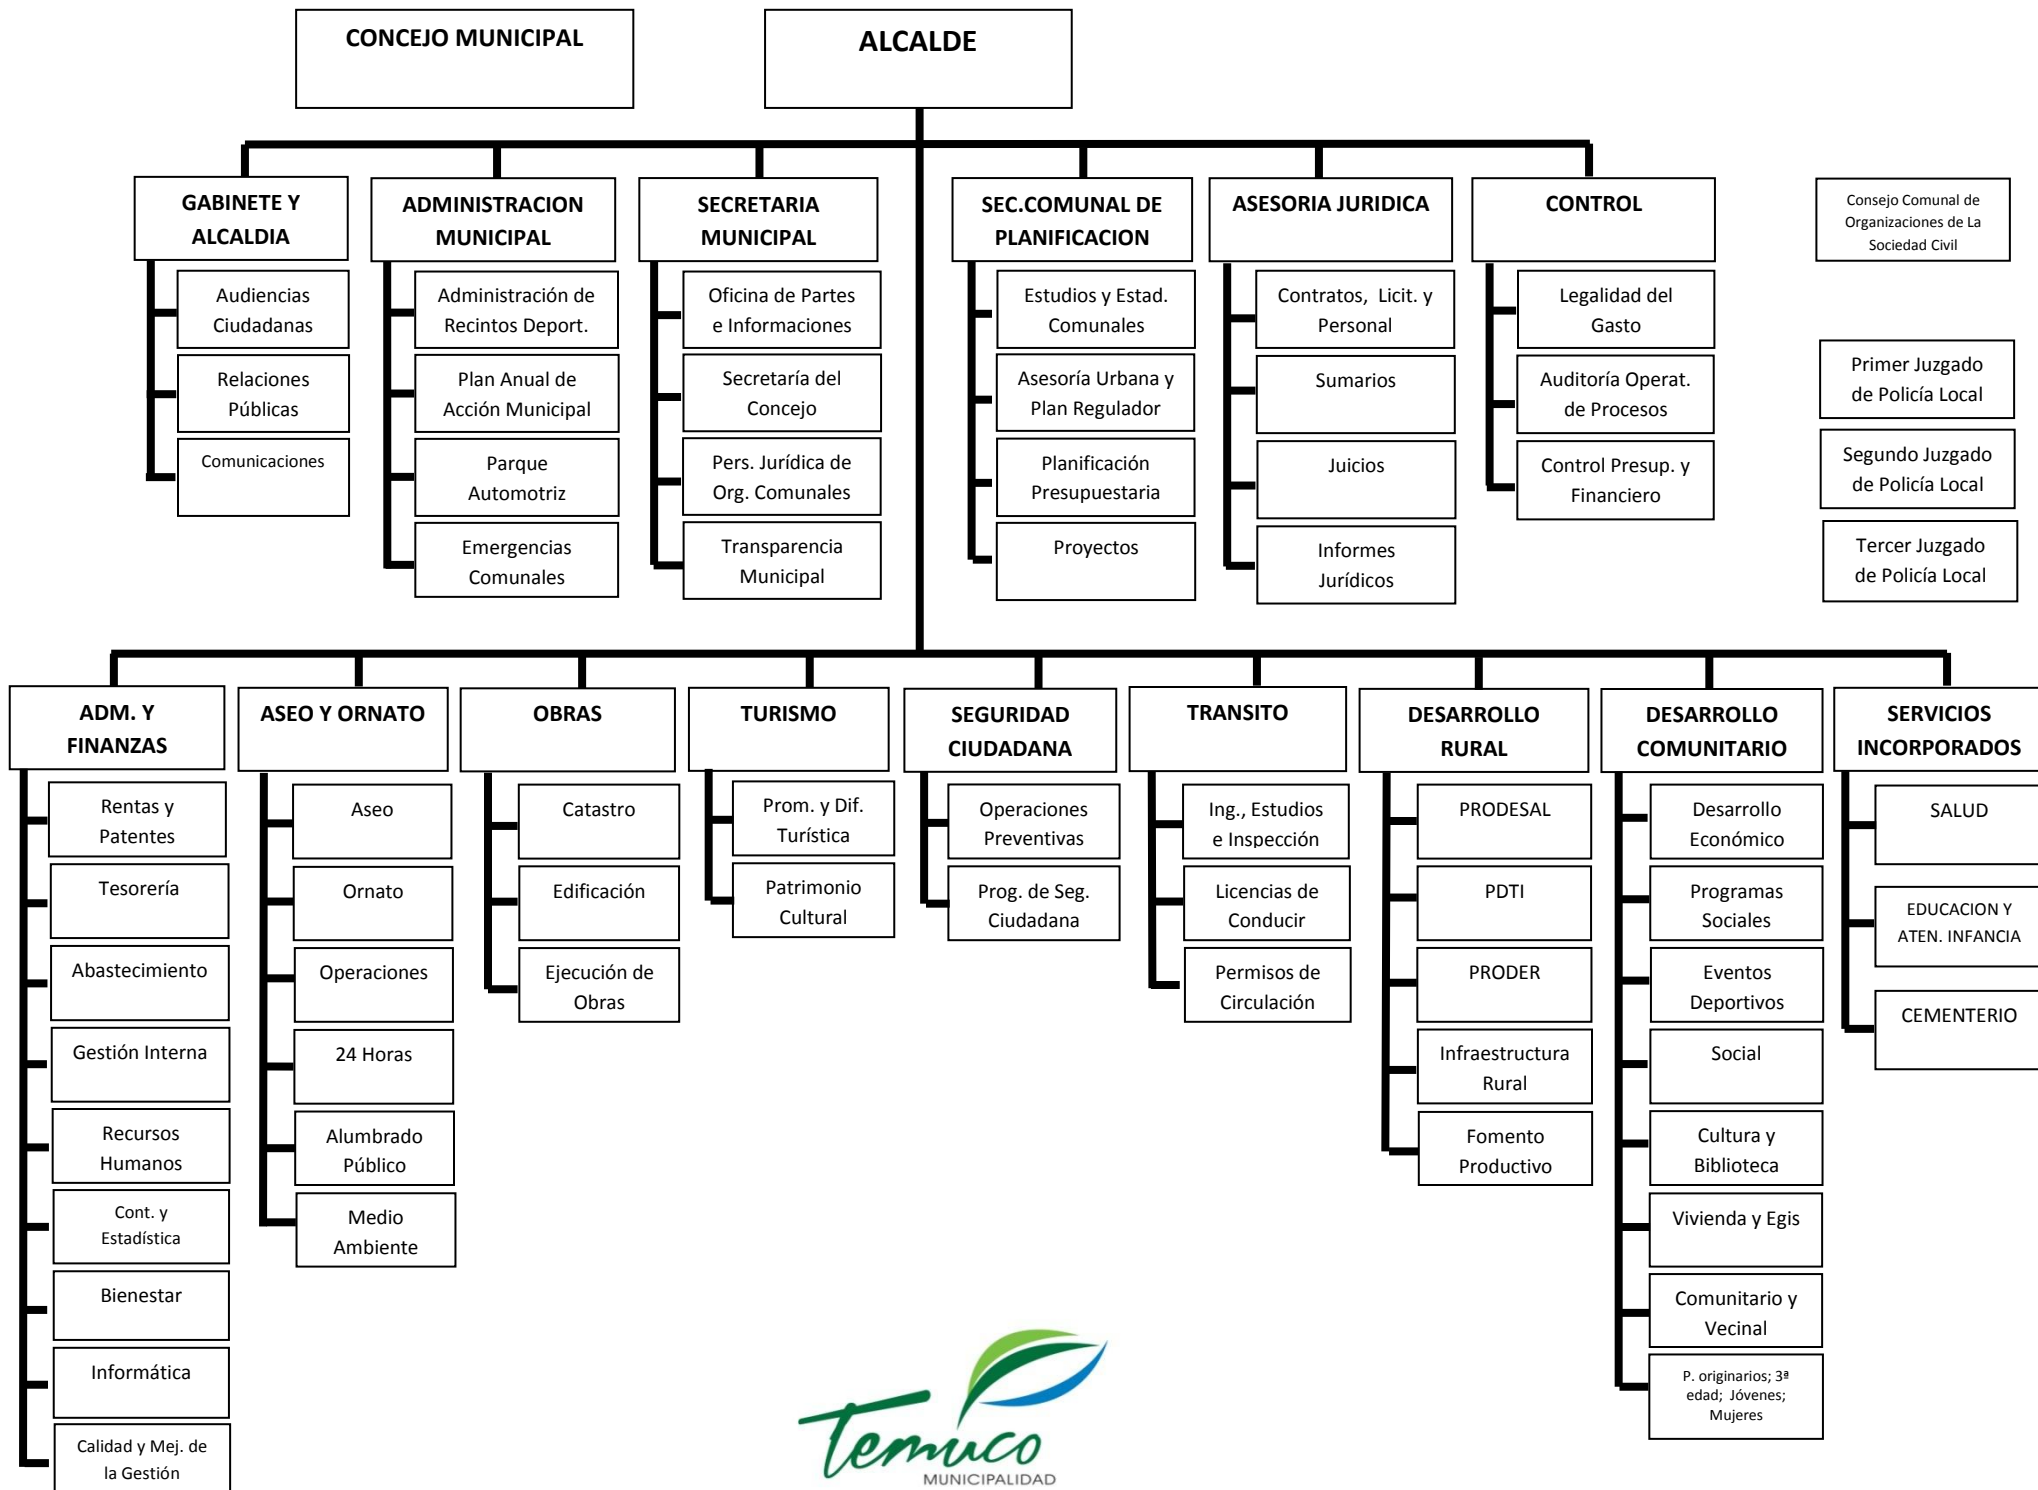 CONCEJO MUNICIPAL
ALCALDE
GABINETE Y
ALCALDIA
Audiencias
Ciudadanas
Relaciones
Públicas
Comunicaciones
ADMINISTRACION
MUNICIPAL
Administración de
Recintos Deport.
Plan Anual de
Acción Municipal
Parque
Automotriz
Emergencias
Comunales
SECRETARIA
MUNICIPAL
Oficina de Partes
e Informaciones
Secretaría del
Concejo
Pers. Jurídica de
Org. Comunales
Transparencia
Municipal
SEC.COMUNAL DE
PLANIFICACION
Estudios y Estad.
Comunales
Asesoría Urbana y
Plan Regulador
Planificación
Presupuestaria
Proyectos
ASESORIA JURIDICA
Contratos, Licit. y
Personal
Sumarios
Juicios
Informes
Jurídicos
CONTROL
Legalidad del
Gasto
Auditoría Operat.
de Procesos
Control Presup. y
Financiero
Consejo Comunal de
Organizaciones de La
Sociedad Civil
Primer Juzgado
de Policía Local
Segundo Juzgado
de Policía Local
Tercer Juzgado
de Policía Local
ADM. Y
FINANZAS
Rentas y
Patentes
Tesorería
Abastecimiento
Gestión Interna
Recursos
Humanos
Cont. y
Estadística
Bienestar
Informática
Calidad y Mej. de
la Gestión
ASEO Y ORNATO
Aseo
Ornato
Operaciones
24 Horas
Alumbrado
Público
Medio
Ambiente
OBRAS
Catastro
Edificación
Ejecución de
Obras
TURISMO
Prom. y Dif.
Turística
Patrimonio
Cultural
SEGURIDAD
CIUDADANA
Operaciones
Preventivas
Prog. de Seg.
Ciudadana
TRANSITO
Ing., Estudios
e Inspección
Licencias de
Conducir
Permisos de
Circulación
DESARROLLO
RURAL
PRODESAL
PDTI
PRODER
Infraestructura
Rural
Fomento
Productivo
DESARROLLO
COMUNITARIO
Desarrollo
Económico
Programas
Sociales
Eventos
Deportivos
Social
Cultura y
Biblioteca
Vivienda y Egis
Comunitario y
Vecinal
P. originarios; 3ª
edad; Jóvenes;
Mujeres
SERVICIOS
INCORPORADOS
SALUD
EDUCACION Y
ATEN. INFANCIA
CEMENTERIO
Temuco
MUNICIPALIDAD